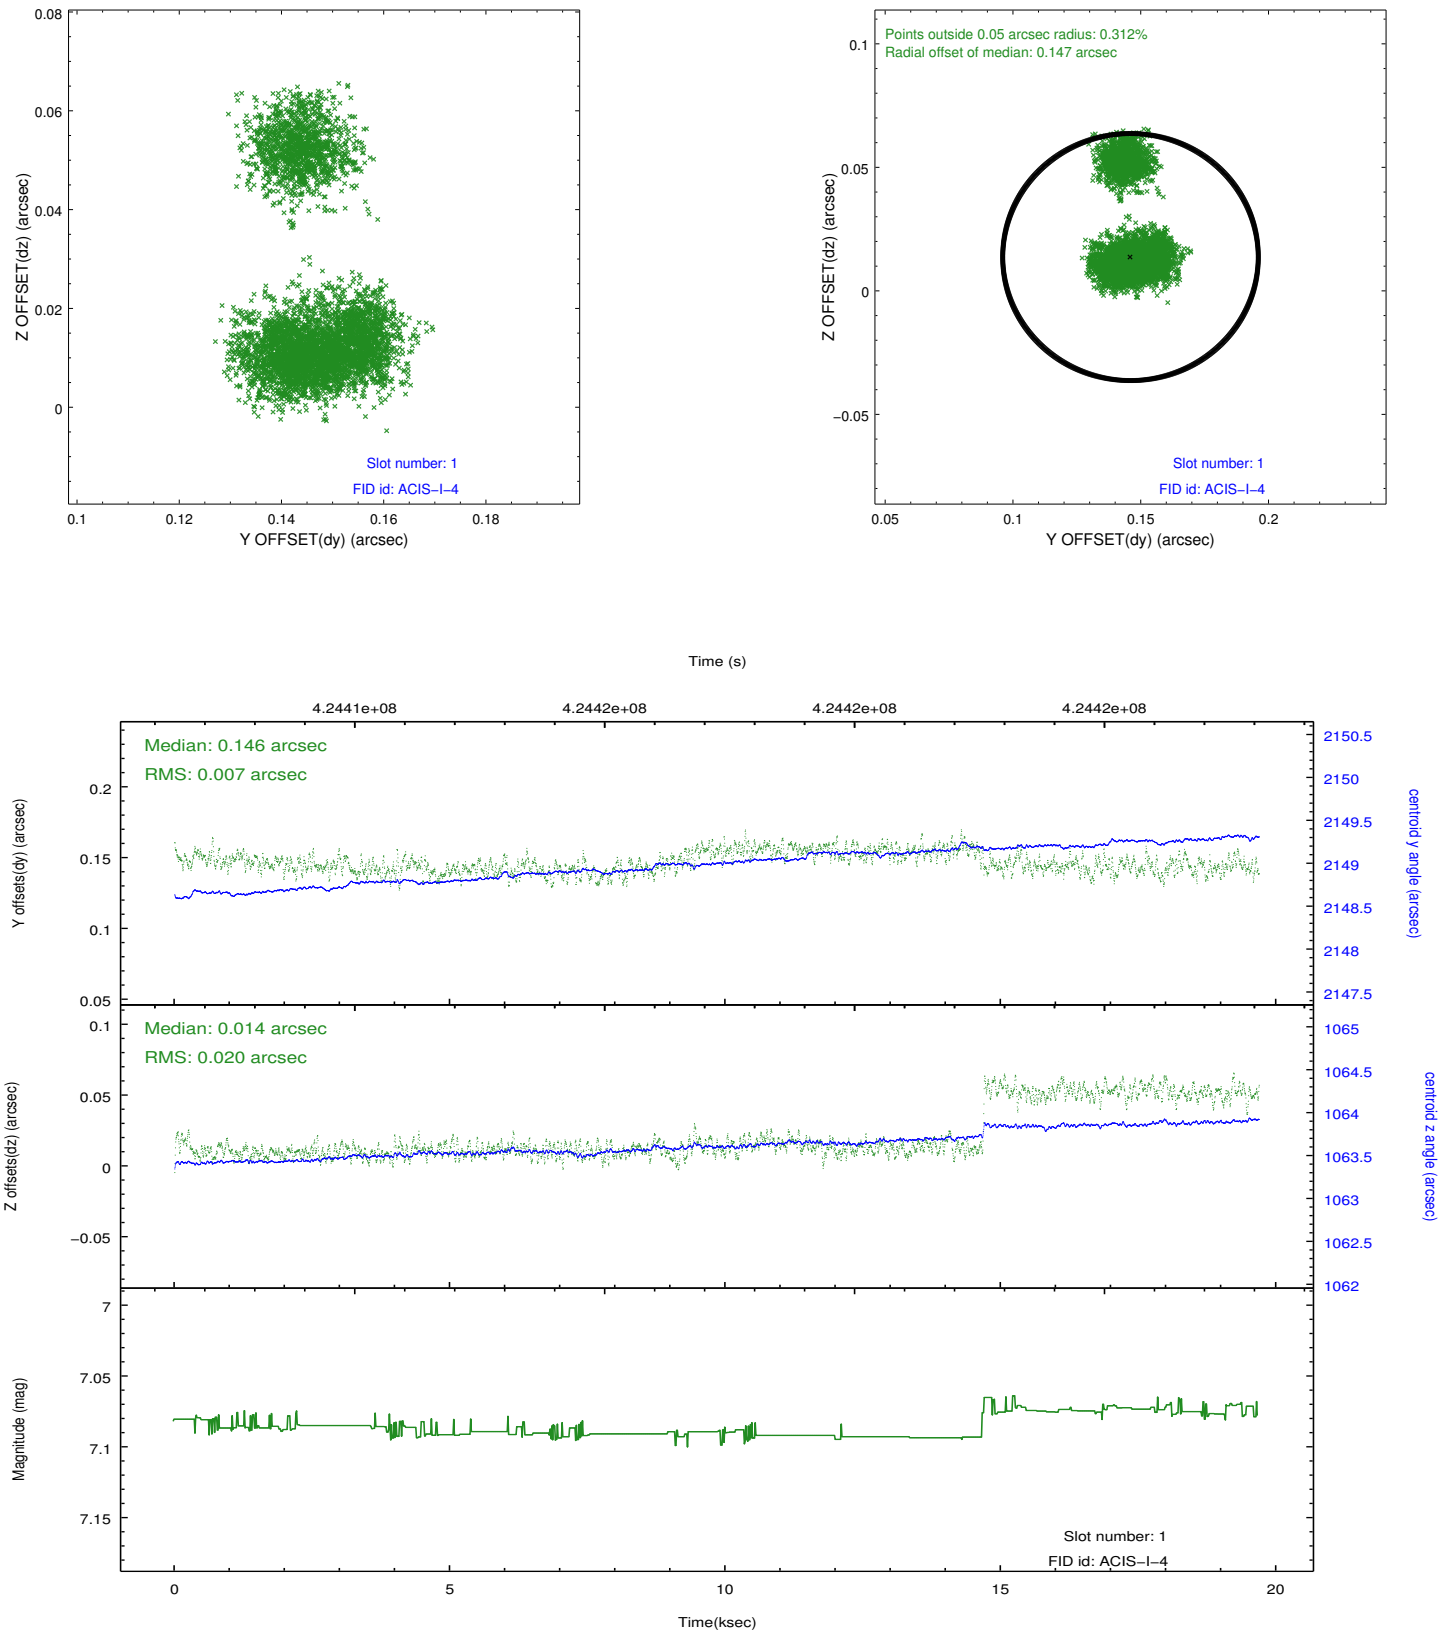 0.08
0.06
0.04
0.02
0
Z OFFSET(dz) (arcsec)
Slot number: 1
FID id: ACIS−I−4
0.1
0.12
0.14
0.16
0.18
Y OFFSET(dy) (arcsec)
Points outside 0.05 arcsec radius: 0.312%
Radial offset of median: 0.147 arcsec
0.1
0.05
0
−0.05
Z OFFSET(dz) (arcsec)
Slot number: 1
FID id: ACIS−I−4
0.05
0.1
0.15
0.2
Y OFFSET(dy) (arcsec)
Time (s)
4.2441e+08
4.2442e+08
4.2442e+08
4.2442e+08
Median: 0.146 arcsec
RMS: 0.007 arcsec
0.2
0.15
0.1
0.05
Y offsets(dy) (arcsec)
2150.5
2150
2149.5
2149
2148.5
2148
2147.5
centroid y angle (arcsec)
Median: 0.014 arcsec
RMS: 0.020 arcsec
0.1
0.05
0
−0.05
Z offsets(dz) (arcsec)
1065
1064.5
1064
1063.5
1063
1062.5
1062
centroid z angle (arcsec)
7
7.05
7.1
7.15
Magnitude (mag)
Slot number: 1
FID id: ACIS−I−4
0
5
10
15
20
Time(ksec)